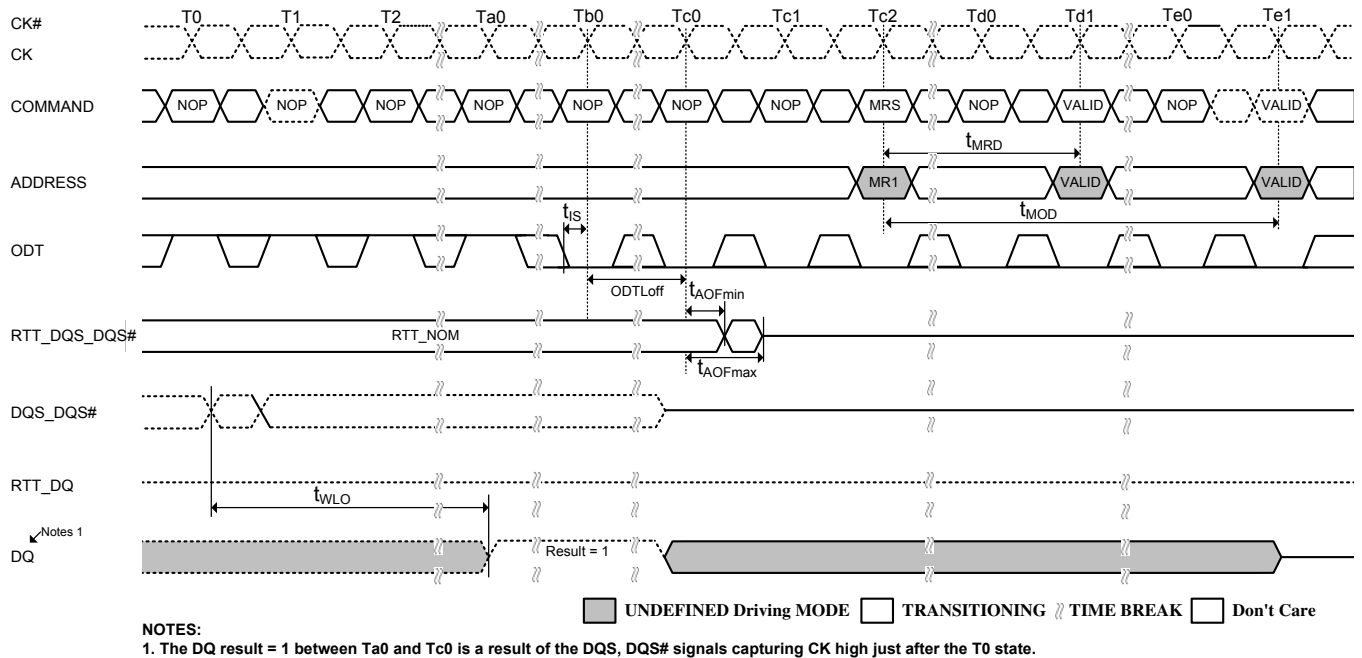 T0 T1 T2 Ta0 Tb0 Tc0 Tc1 Tc2 Td0 Td1 Te0 Te1
CK#
CK
COMMAND NOP NOP NOP NOP NOP NOP NOP MRS NOP VALID NOP VALID
tMRD
ADDRESS MR1 VALID VALID
tIS tMOD
ODT
ODTLoff tAOFmin
RTT_DQS_DQS# RTT_NOM
tAOFmax
DQS_DQS#
RTT_DQ
tWLO
Notes 1
DQ Result = 1
UNDEFINED Driving MODE TRANSITIONING TIME BREAK Don't Care
NOTES:
1. The DQ result = 1 between Ta0 and Tc0 is a result of the DQS, DQS# signals capturing CK high just after the T0 state.